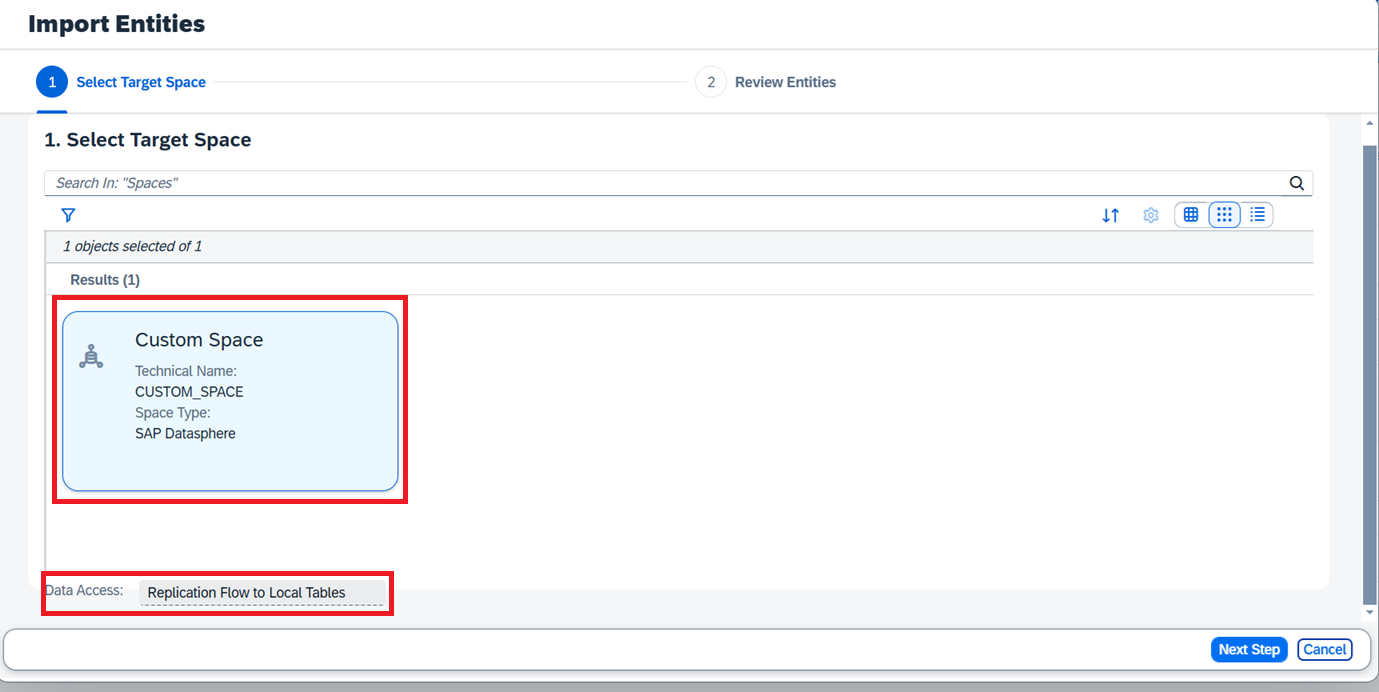 Import Entities
1 Select Target Space 2 Review Entities
1. Select Target Space
Search In: "Spaces"
1 objects selected of 1
Results (1)
Custom Space
Technical Name:
CUSTOM_SPACE
Space Type:
SAP Datasphere
Data Access: Replication Flow to Local Tables
Next Step Cancel